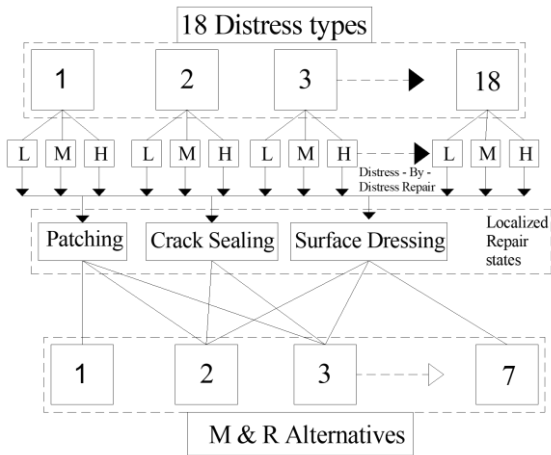 18 Distress types
1 2 3 18
L M H L M H L M H L M H
Distress - By -
Distress Repair
Patching Crack Sealing Surface Dressing
Localized
Repair
states
1 2 3 7
M & R Alternatives